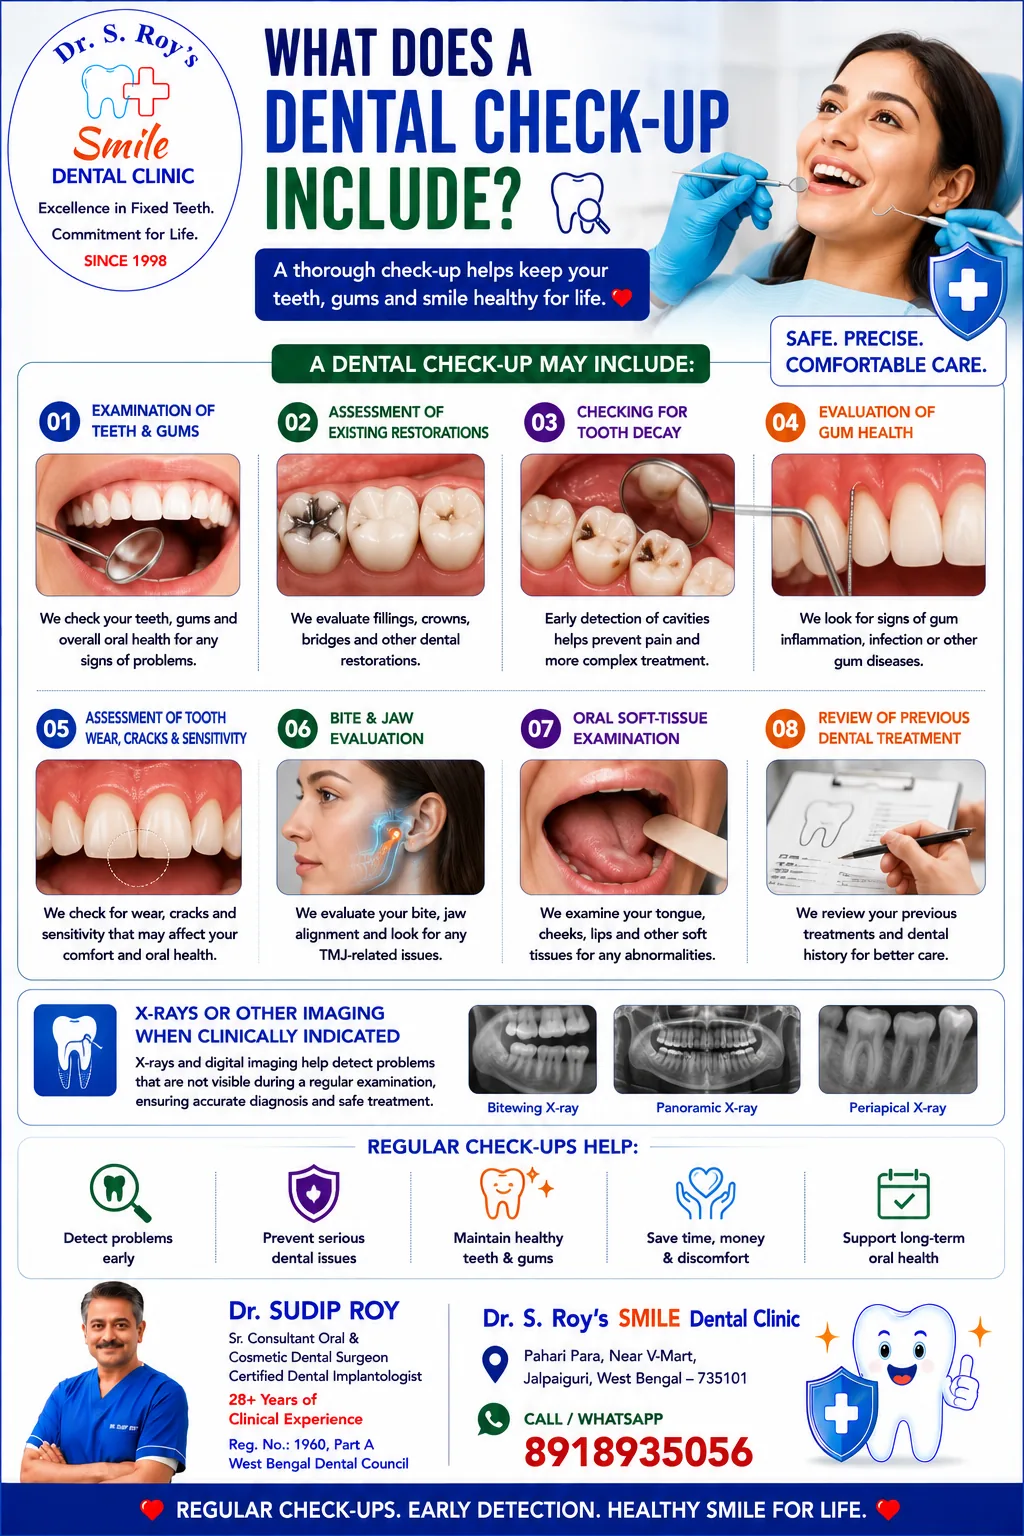 Dr. S. Roy's
Smile
DENTAL CLINIC
Excellence in Fixed Teeth.
Commitment for Life.
SINCE 1998
WHAT DOES A
DENTAL CHECK-UP
INCLUDE?
A thorough check-up helps keep your
teeth, gums and smile healthy for life.
SAFE. PRECISE.
COMFORTABLE CARE.
A DENTAL CHECK-UP MAY INCLUDE:
01
EXAMINATION OF
TEETH & GUMS
We check your teeth, gums and
overall oral health for any
signs of problems.
02
ASSESSMENT OF
EXISTING RESTORATIONS
We evaluate fillings, crowns,
bridges and other dental
restorations.
03
CHECKING FOR
TOOTH DECAY
Early detection of cavities
helps prevent pain and
more complex treatment.
04
EVALUATION OF
GUM HEALTH
We look for signs of gum
inflammation, infection or other
gum diseases.
05
ASSESSMENT OF TOOTH
WEAR, CRACKS & SENSITIVITY
We check for wear, cracks and
sensitivity that may affect your
comfort and oral health.
06
BITE & JAW
EVALUATION
We evaluate your bite, jaw
alignment and look for any
TMJ-related issues.
07
ORAL SOFT-TISSUE
EXAMINATION
We examine your tongue,
cheeks, lips and other soft
tissues for any abnormalities.
08
REVIEW OF PREVIOUS
DENTAL TREATMENT
We review your previous
treatments and dental
history for better care.
X-RAYS OR OTHER IMAGING
WHEN CLINICALLY INDICATED
X-rays and digital imaging help detect problems
that are not visible during a regular examination,
ensuring accurate diagnosis and safe treatment.
Bitewing X-ray
Panoramic X-ray
Periapical X-ray
REGULAR CHECK-UPS HELP:
Detect problems
early
Prevent serious
dental issues
Maintain healthy
teeth & gums
Save time, money
& discomfort
Support long-term
oral health
Dr. SUDIP ROY
Sr. Consultant Oral &
Cosmetic Dental Surgeon
Certified Dental Implantologist
28+ Years of
Clinical Experience
Reg. No.: 1960, Part A
West Bengal Dental Council
DR. SUDIP ROY
Dr. S. Roy's SMILE Dental Clinic
Pahari Para, Near V-Mart,
Jalpaiguri, West Bengal – 735101
CALL / WHATSAPP
8918935056
REGULAR CHECK-UPS. EARLY DETECTION. HEALTHY SMILE FOR LIFE.